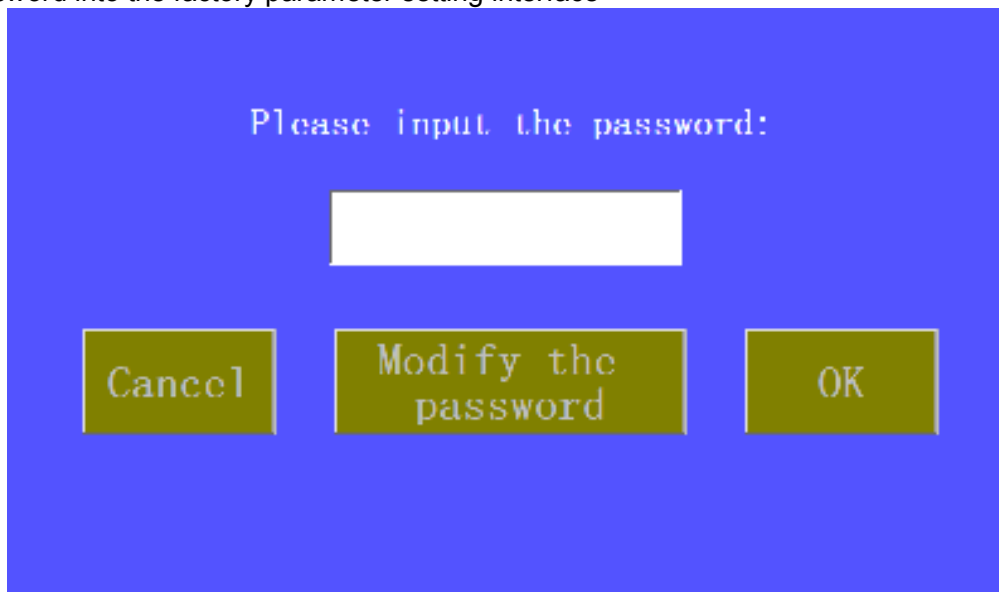 into the factory parameter setting interface
Please input the password:
Cancel
Modify the
password
OK